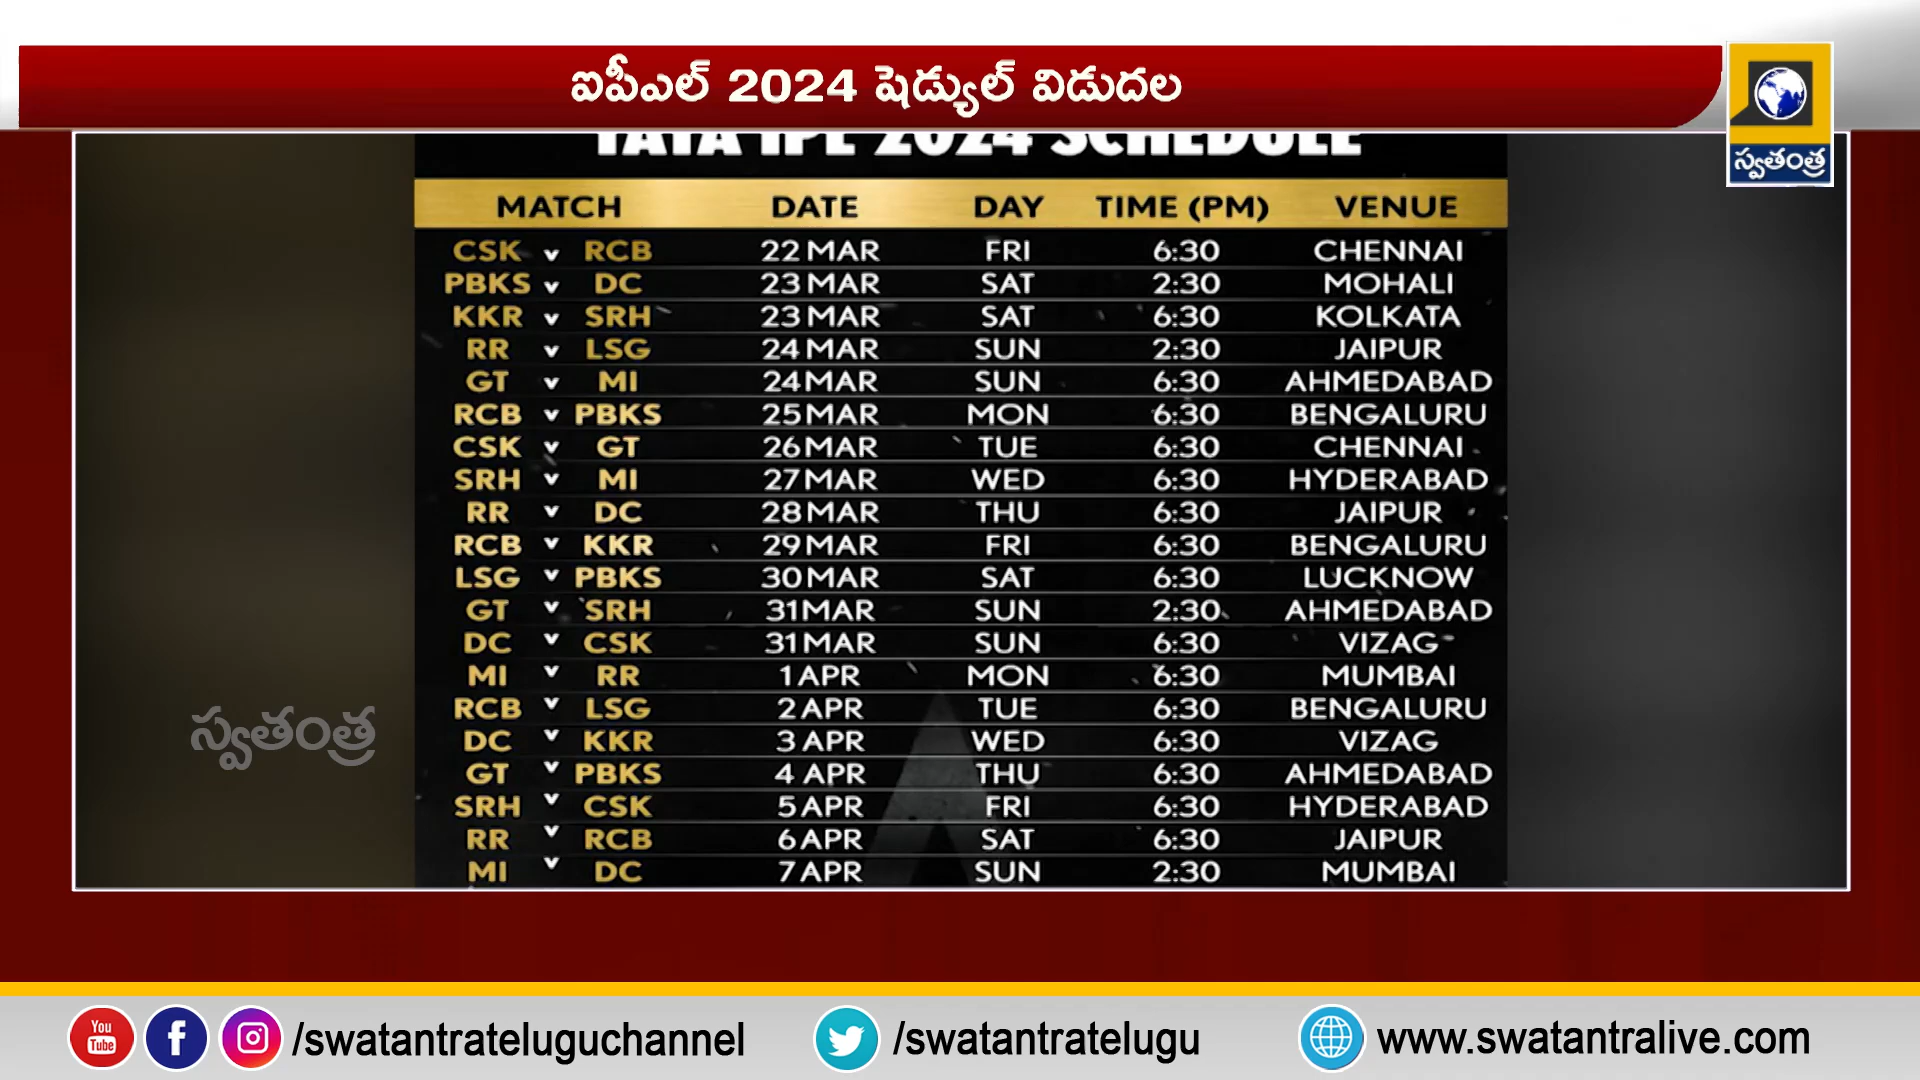 ఐపీఎల్ 2024 షెడ్యుల్ విడుదల
స్వతంత్ర
TATA IPL 2024 SCHEDULE
MATCH DATE DAY TIME (PM) VENUE
CSK v RCB 22 MAR FRI 6:30 CHENNAI
PBKS v DC 23 MAR SAT 2:30 MOHALI
KKR v SRH 23 MAR SAT 6:30 KOLKATA
RR v LSG 24 MAR SUN 2:30 JAIPUR
GT v MI 24 MAR SUN 6:30 AHMEDABAD
RCB v PBKS 25 MAR MON 6:30 BENGALURU
CSK v GT 26 MAR TUE 6:30 CHENNAI
SRH v MI 27 MAR WED 6:30 HYDERABAD
RR v DC 28 MAR THU 6:30 JAIPUR
RCB v KKR 29 MAR FRI 6:30 BENGALURU
LSG v PBKS 30 MAR SAT 6:30 LUCKNOW
GT v SRH 31 MAR SUN 2:30 AHMEDABAD
DC v CSK 31 MAR SUN 6:30 VIZAG
MI v RR 1 APR MON 6:30 MUMBAI
RCB v LSG 2 APR TUE 6:30 BENGALURU
DC v KKR 3 APR WED 6:30 VIZAG
GT v PBKS 4 APR THU 6:30 AHMEDABAD
SRH v CSK 5 APR FRI 6:30 HYDERABAD
RR v RCB 6 APR SAT 6:30 JAIPUR
MI v DC 7 APR SUN 2:30 MUMBAI
స్వతంత్ర
You Tube /swatantrateluguchannel /swatantratelugu www.swatantralive.com